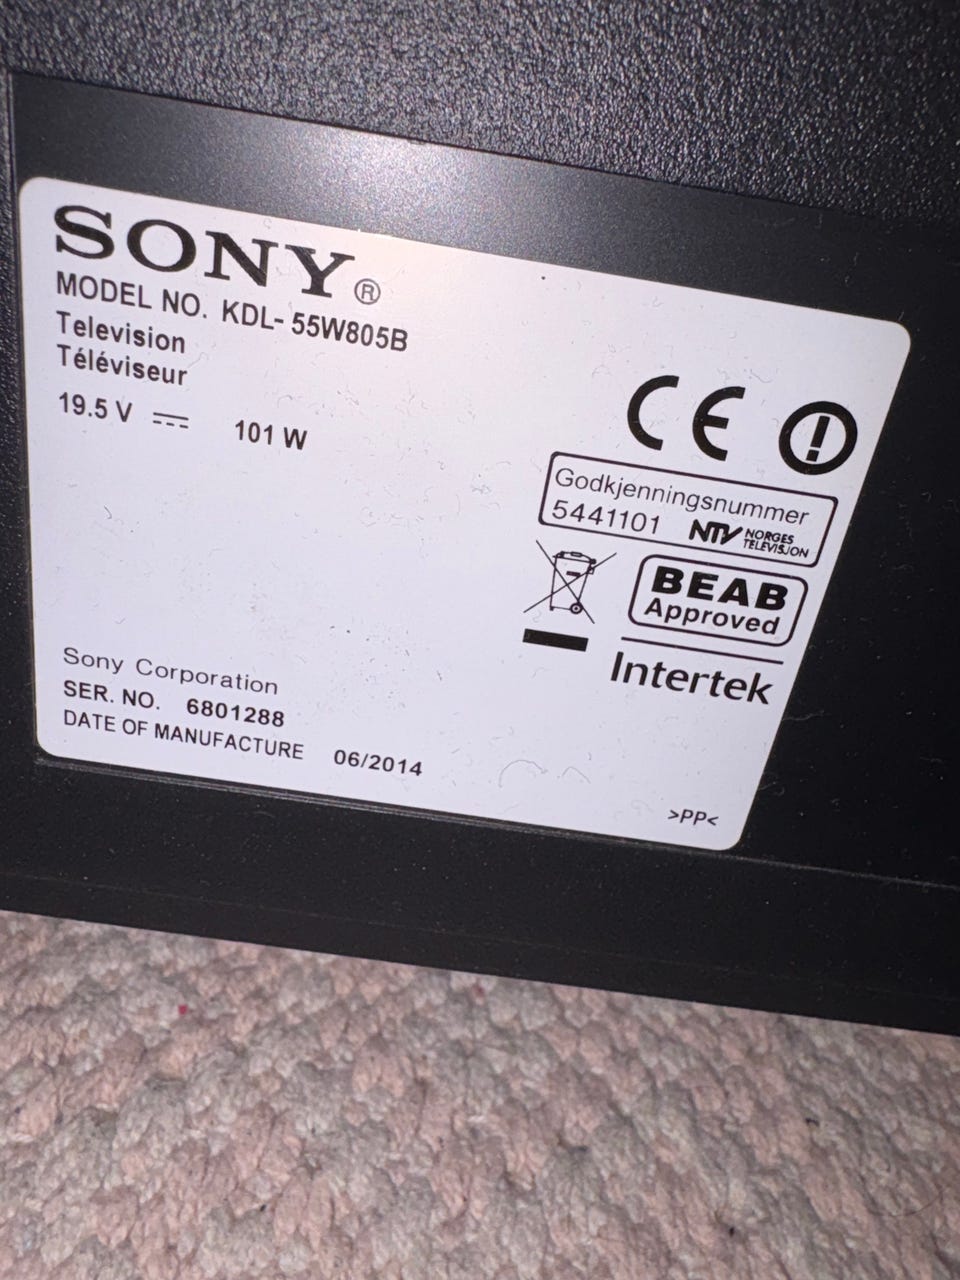 SONY®
MODEL NO. KDL- 55W805B
Television
Téléviseur
19.5 V 101 W
CE
Godkjenningsnummer
5441101 NTV NORGES
TELEVISJON
BEAB
Approved
Intertek
Sony Corporation
SER. NO. 6801288
DATE OF MANUFACTURE 06/2014
>PP<